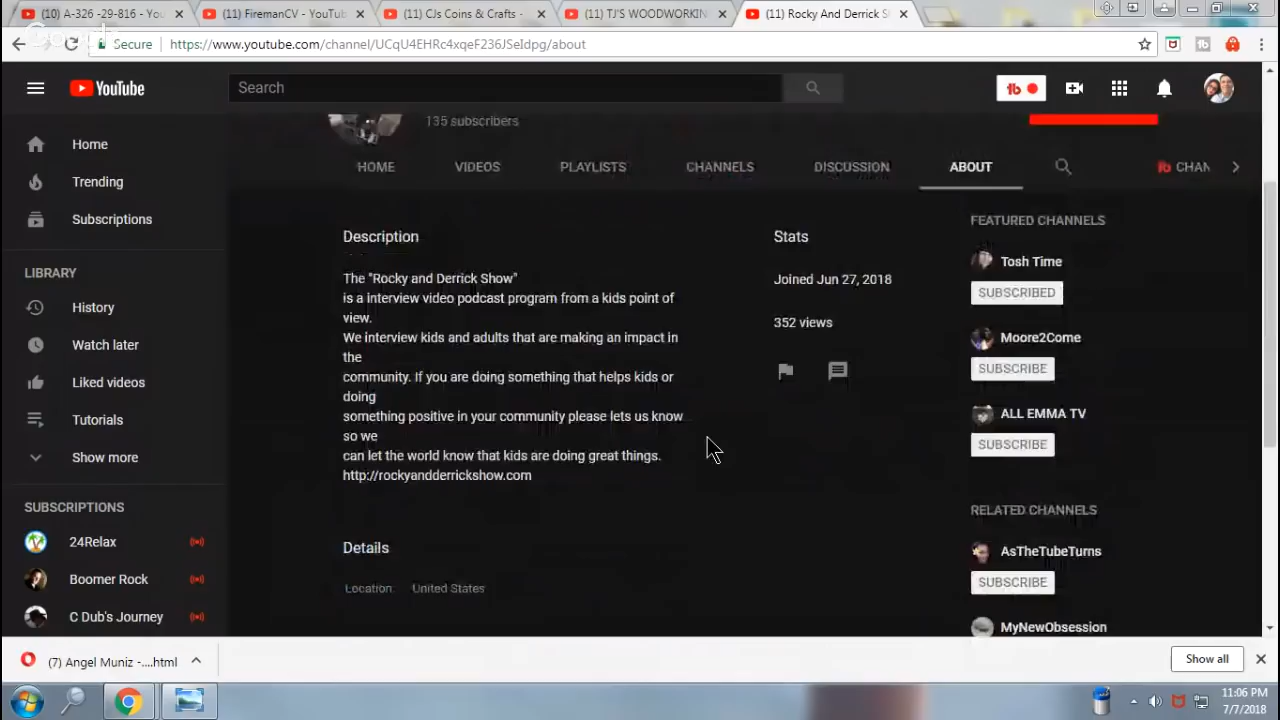 (10) A-326 -29-816 - You
(11) FiremanCV - YouTub
(11) Cjs Coins & Crafts -
(11) TJ'S WOODWORKIN
(11) Rocky And Derrick S
Secure
https://www.youtube.com/channel/UCqU4EHRc4xqeF236JSeIdpg/about
YouTube
Search
135 subscribers
HOME VIDEOS PLAYLISTS CHANNELS DISCUSSION ABOUT CHAN
Home
Trending
Subscriptions
LIBRARY
History
Watch later
Liked videos
Tutorials
Show more
SUBSCRIPTIONS
24Relax
Boomer Rock
C Dub's Journey
Description
The "Rocky and Derrick Show"
is a interview video podcast program from a kids point of
view.
We interview kids and adults that are making an impact in
the
community. If you are doing something that helps kids or
doing
something positive in your community please lets us know
so we
can let the world know that kids are doing great things.
http://rockyandderrickshow.com
Details
Location United States
Stats
Joined Jun 27, 2018
352 views
FEATURED CHANNELS
Tosh Time
SUBSCRIBED
Moore2Come
SUBSCRIBE
ALL EMMA TV
SUBSCRIBE
RELATED CHANNELS
AsTheTubeTurns
SUBSCRIBE
MyNewObsession
(7) Angel Muniz -....html
Show all
11:06 PM
7/7/2018